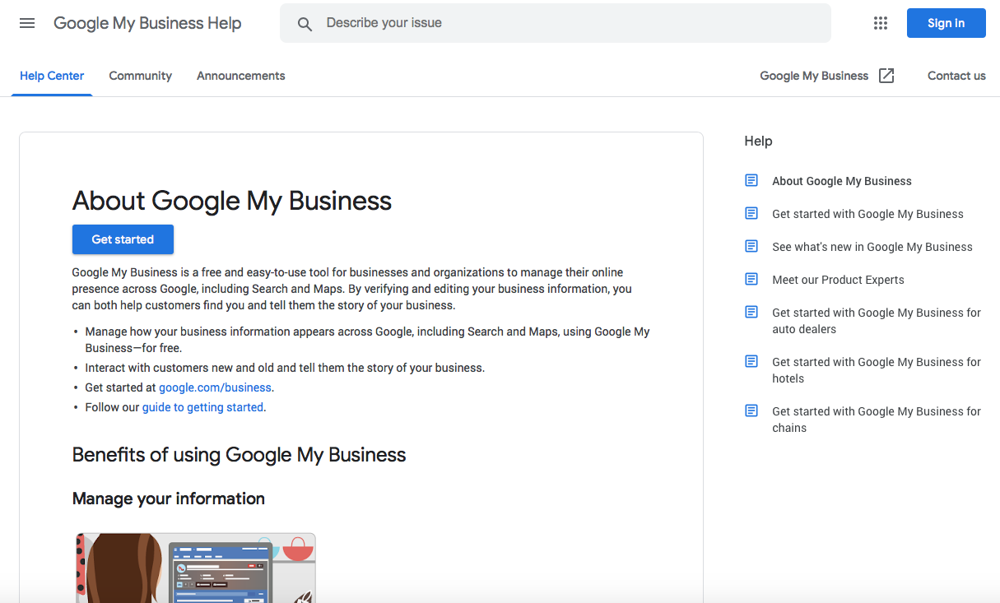 Google My Business Help
Describe your issue
Sign in
Help Center
Community
Announcements
Google My Business
Contact us
About Google My Business
Get started
Google My Business is a free and easy-to-use tool for businesses and organizations to manage their online
presence across Google, including Search and Maps. By verifying and editing your business information, you
can both help customers find you and tell them the story of your business.
• Manage how your business information appears across Google, including Search and Maps, using Google My
Business—for free.
• Interact with customers new and old and tell them the story of your business.
• Get started at google.com/business.
• Follow our guide to getting started.
Benefits of using Google My Business
Manage your information
Help
About Google My Business
Get started with Google My Business
See what's new in Google My Business
Meet our Product Experts
Get started with Google My Business for
auto dealers
Get started with Google My Business for
hotels
Get started with Google My Business for
chains